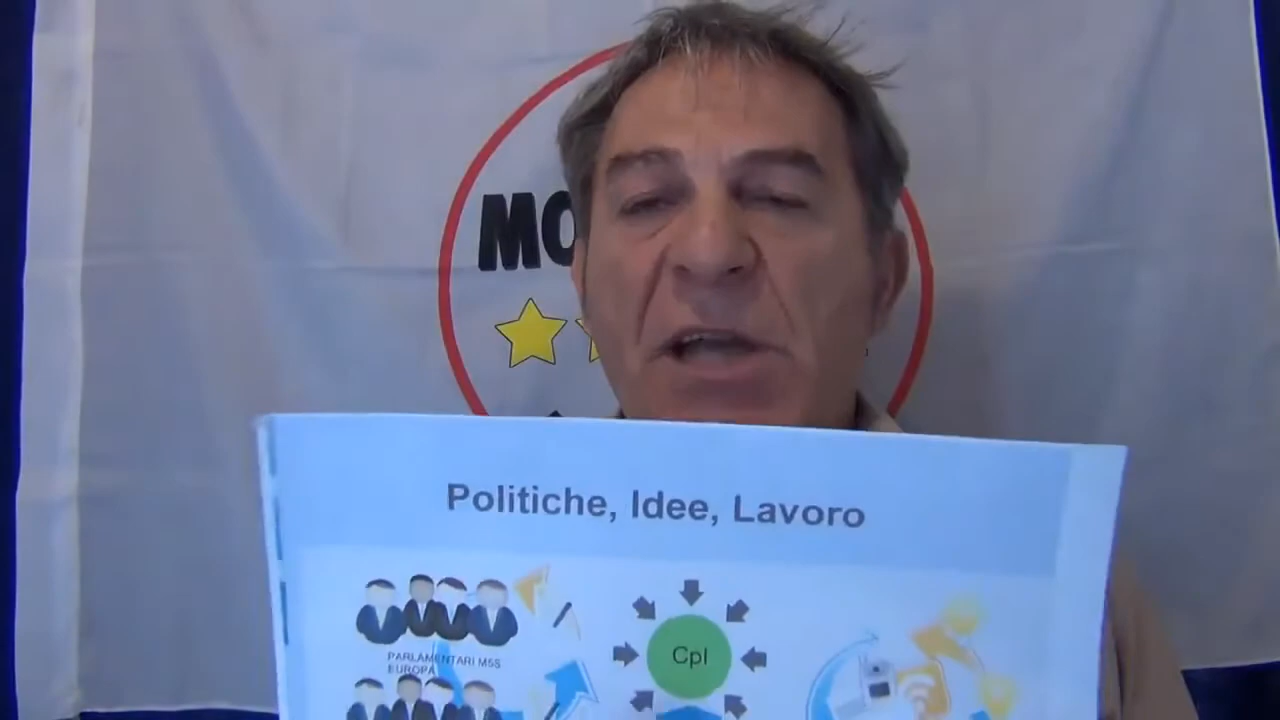 MO
Politiche, Idee, Lavoro
PARLAMENTARI M5S
EUROPA
Cpl